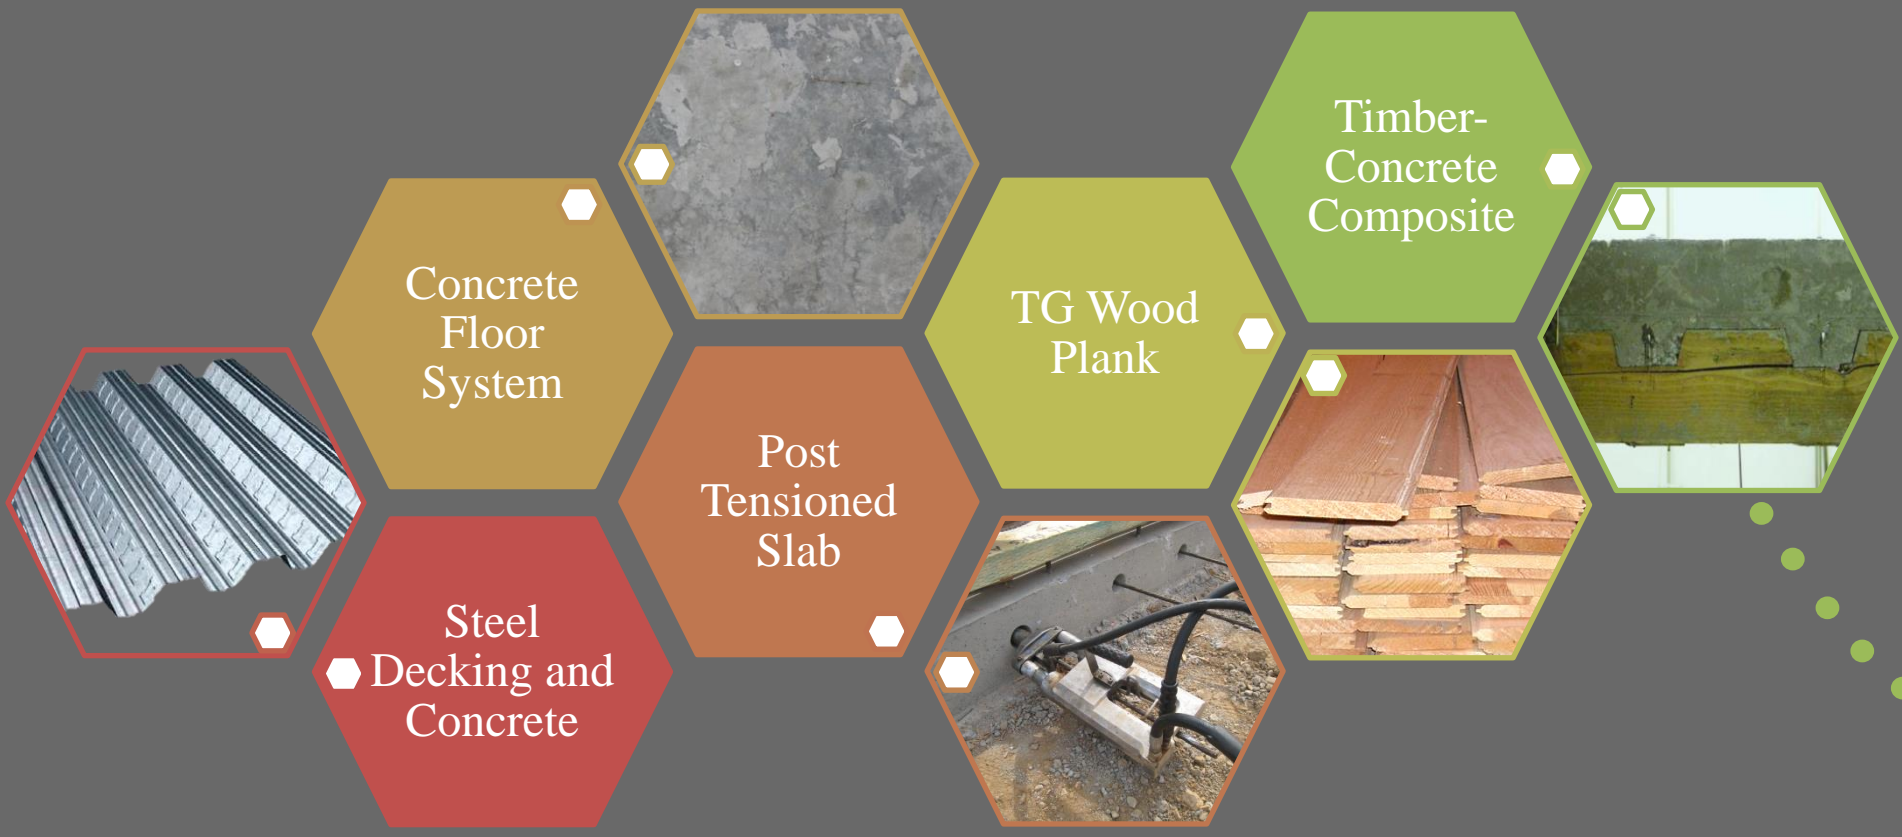 Concrete
Floor
System
Steel
Decking and
Concrete
Post
Tensioned
Slab
TG Wood
Plank
Timber-
Concrete
Composite